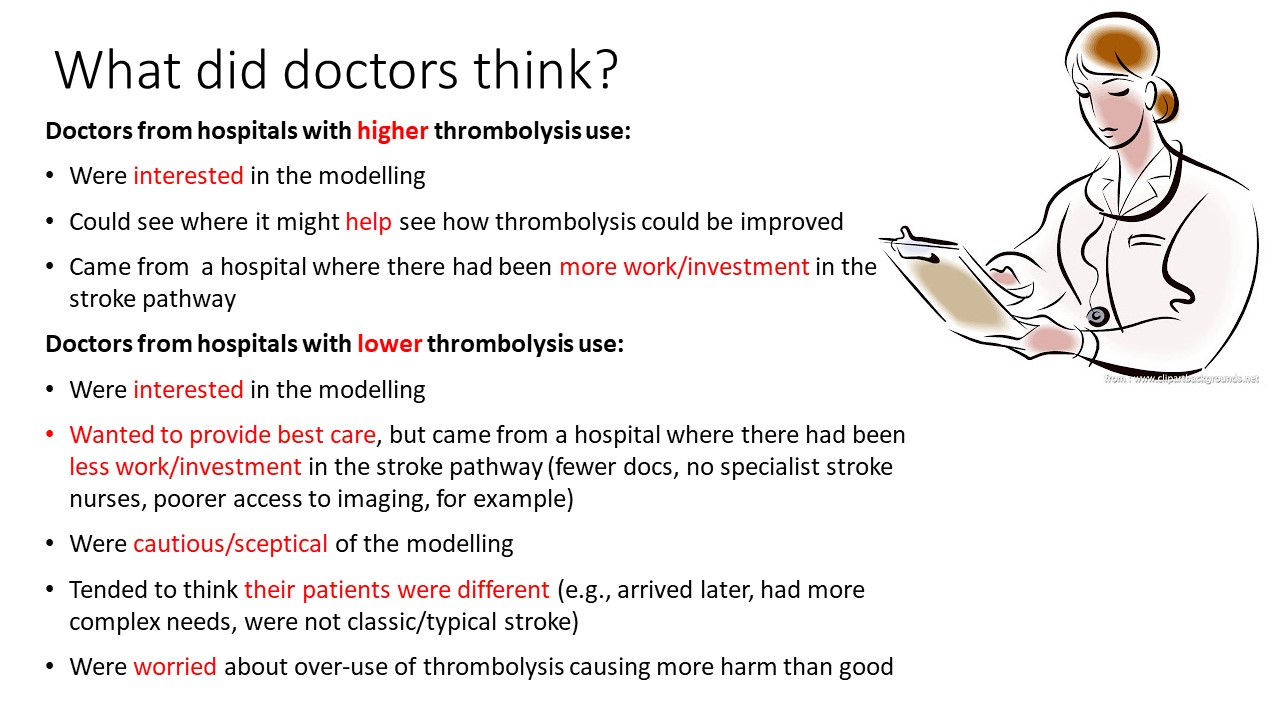 What did doctors think?
Doctors from hospitals with higher thrombolysis use:
• Were interested in the modelling
• Could see where it might help see how thrombolysis could be improved
• Came from  a hospital where there had been more work/investment in the
stroke pathway
Doctors from hospitals with lower thrombolysis use:
• Were interested in the modelling
• Wanted to provide best care, but came from a hospital where there had been
less work/investment in the stroke pathway (fewer docs, no specialist stroke
nurses, poorer access to imaging, for example)
• Were cautious/sceptical of the modelling
• Tended to think their patients were different (e.g., arrived later, had more
complex needs, were not classic/typical stroke)
• Were worried about over-use of thrombolysis causing more harm than good
from : www.clipartbackgrounds.net